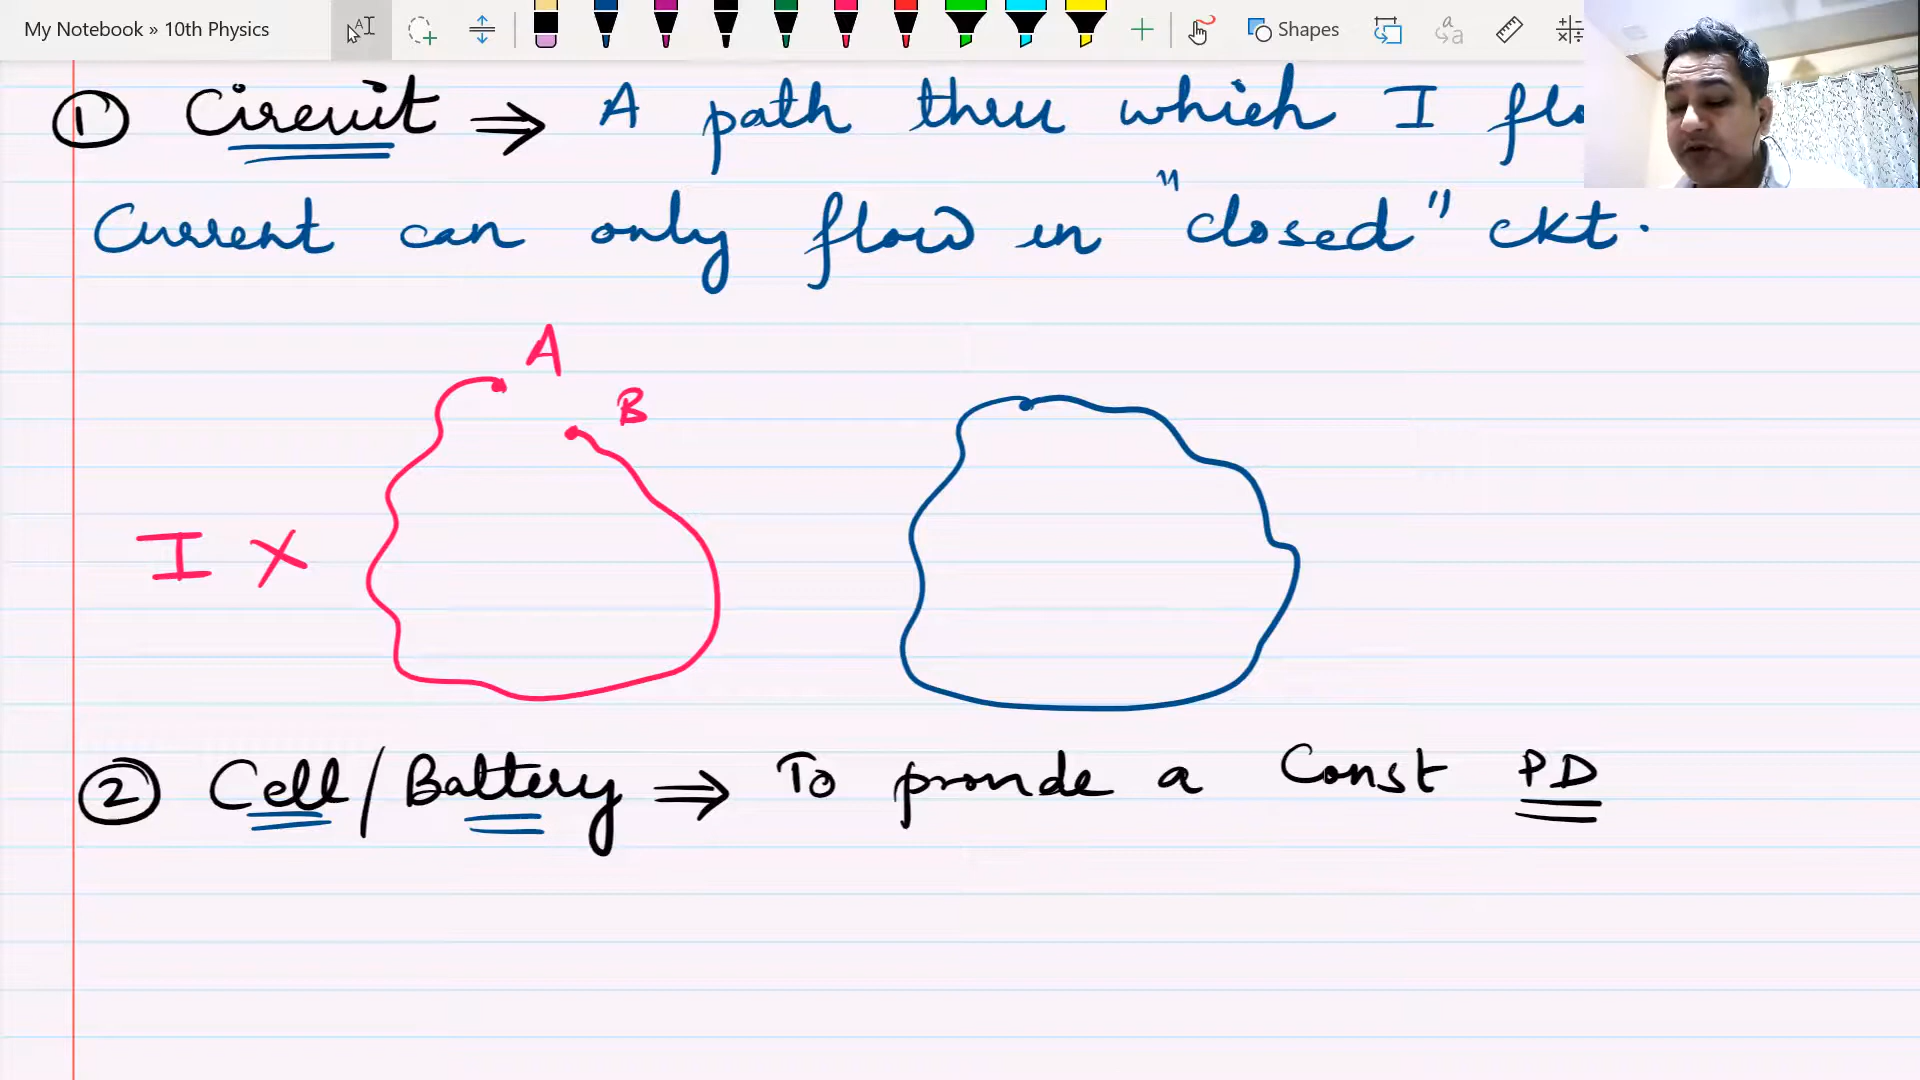 My Notebook » 10th Physics
Shapes
① Circuit ⇒ A path thru which I flo
Current can only flow in "closed" ckt.
A
B
I X
② Cell/Battery ⇒ To provide a Const PD